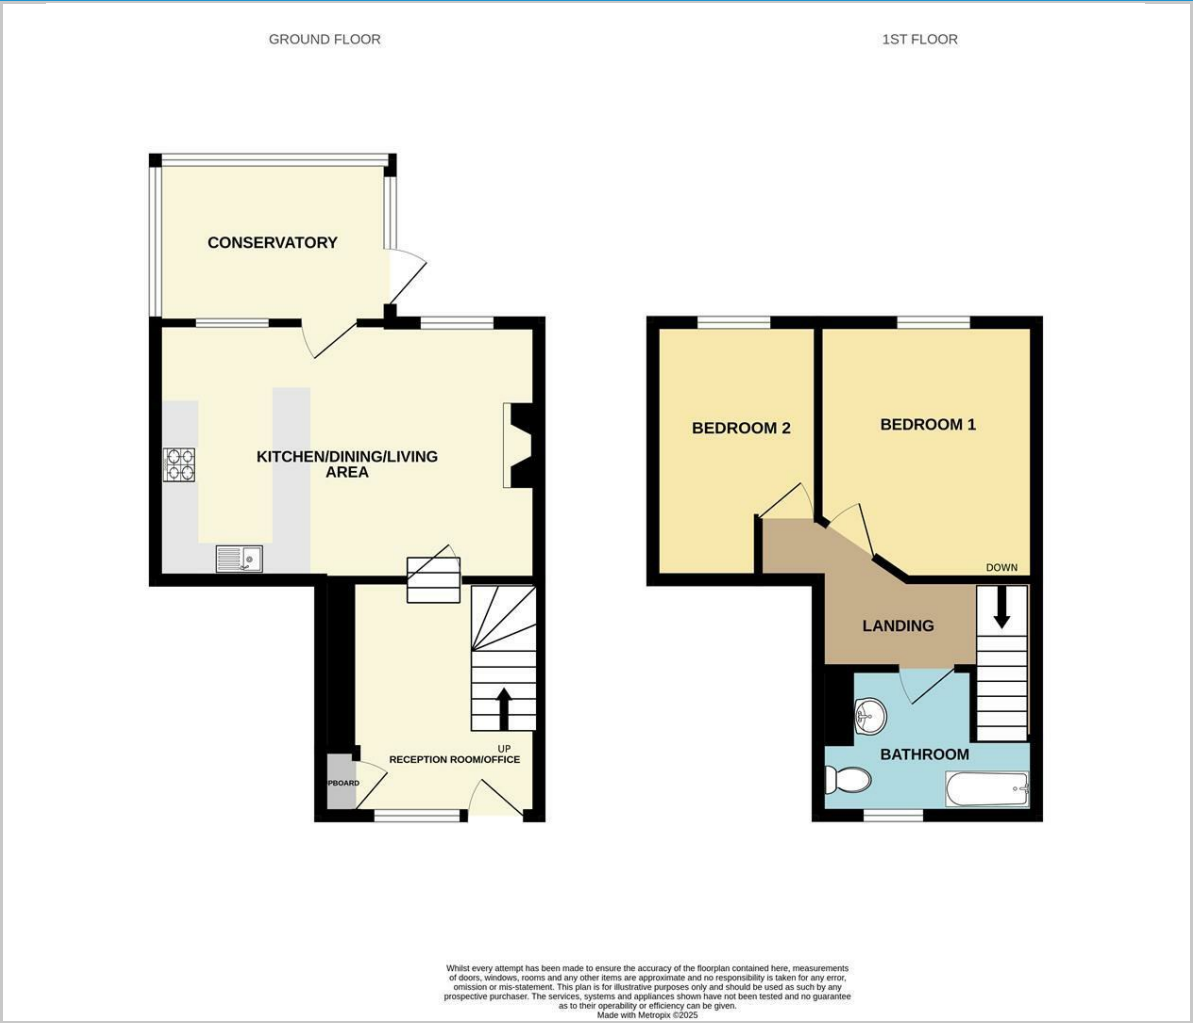 GROUND FLOOR
1ST FLOOR
CONSERVATORY
KITCHEN/DINING/LIVING
AREA
BEDROOM 2
BEDROOM 1
DOWN
LANDING
UP
RECEPTION ROOM/OFFICE
PBOARD
BATHROOM
Whilst every attempt has been made to ensure the accuracy of the floorplan contained here, measurements
of doors, windows, rooms and any other items are approximate and no responsibility is taken for any error,
omission or mis-statement. This plan is for illustrative purposes only and should be used as such by any
prospective purchaser. The services, systems and appliances shown have not been tested and no guarantee
as to their operability or efficiency can be given.
Made with Metropix ©2025